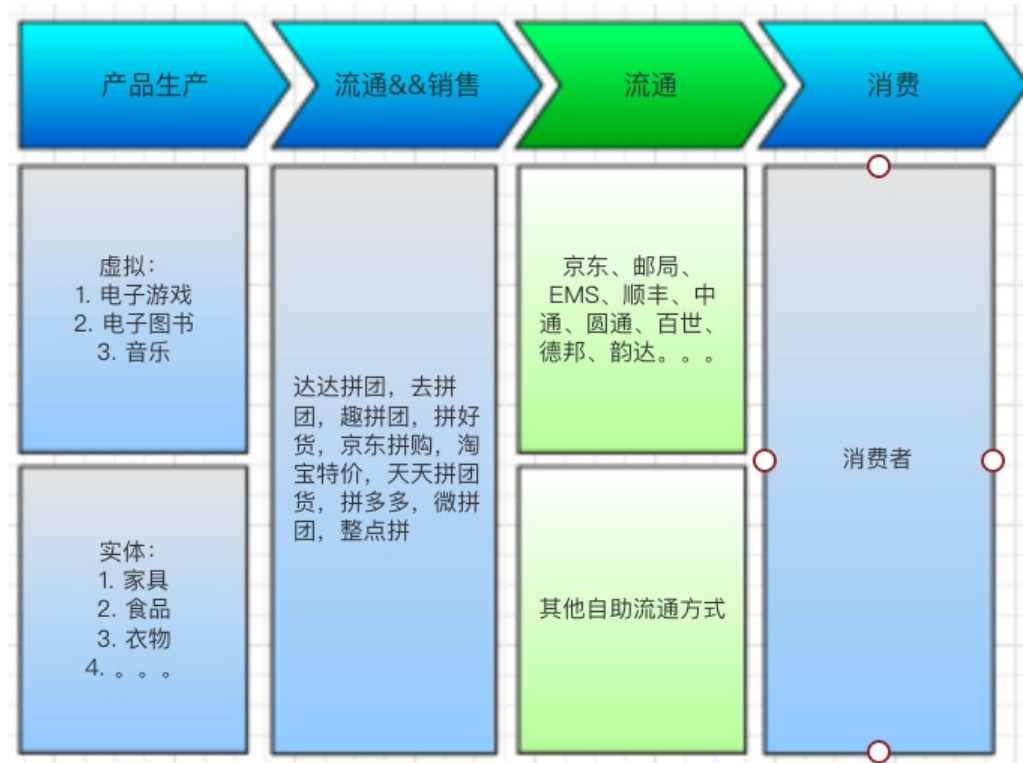 产品生产
流通&&销售
流通
消费
虚拟：
1. 电子游戏
2. 电子图书
3. 音乐
实体：
1. 家具
2. 食品
3. 衣物
4. 。。。
达达拼团，去拼
团，趣拼团，拼好
货，京东拼购，淘
宝特价，天天拼团
货，拼多多，微拼
团，整点拼
京东、邮局、
EMS、顺丰、中
通、圆通、百世、
德邦、韵达。。。
其他自助流通方式
消费者